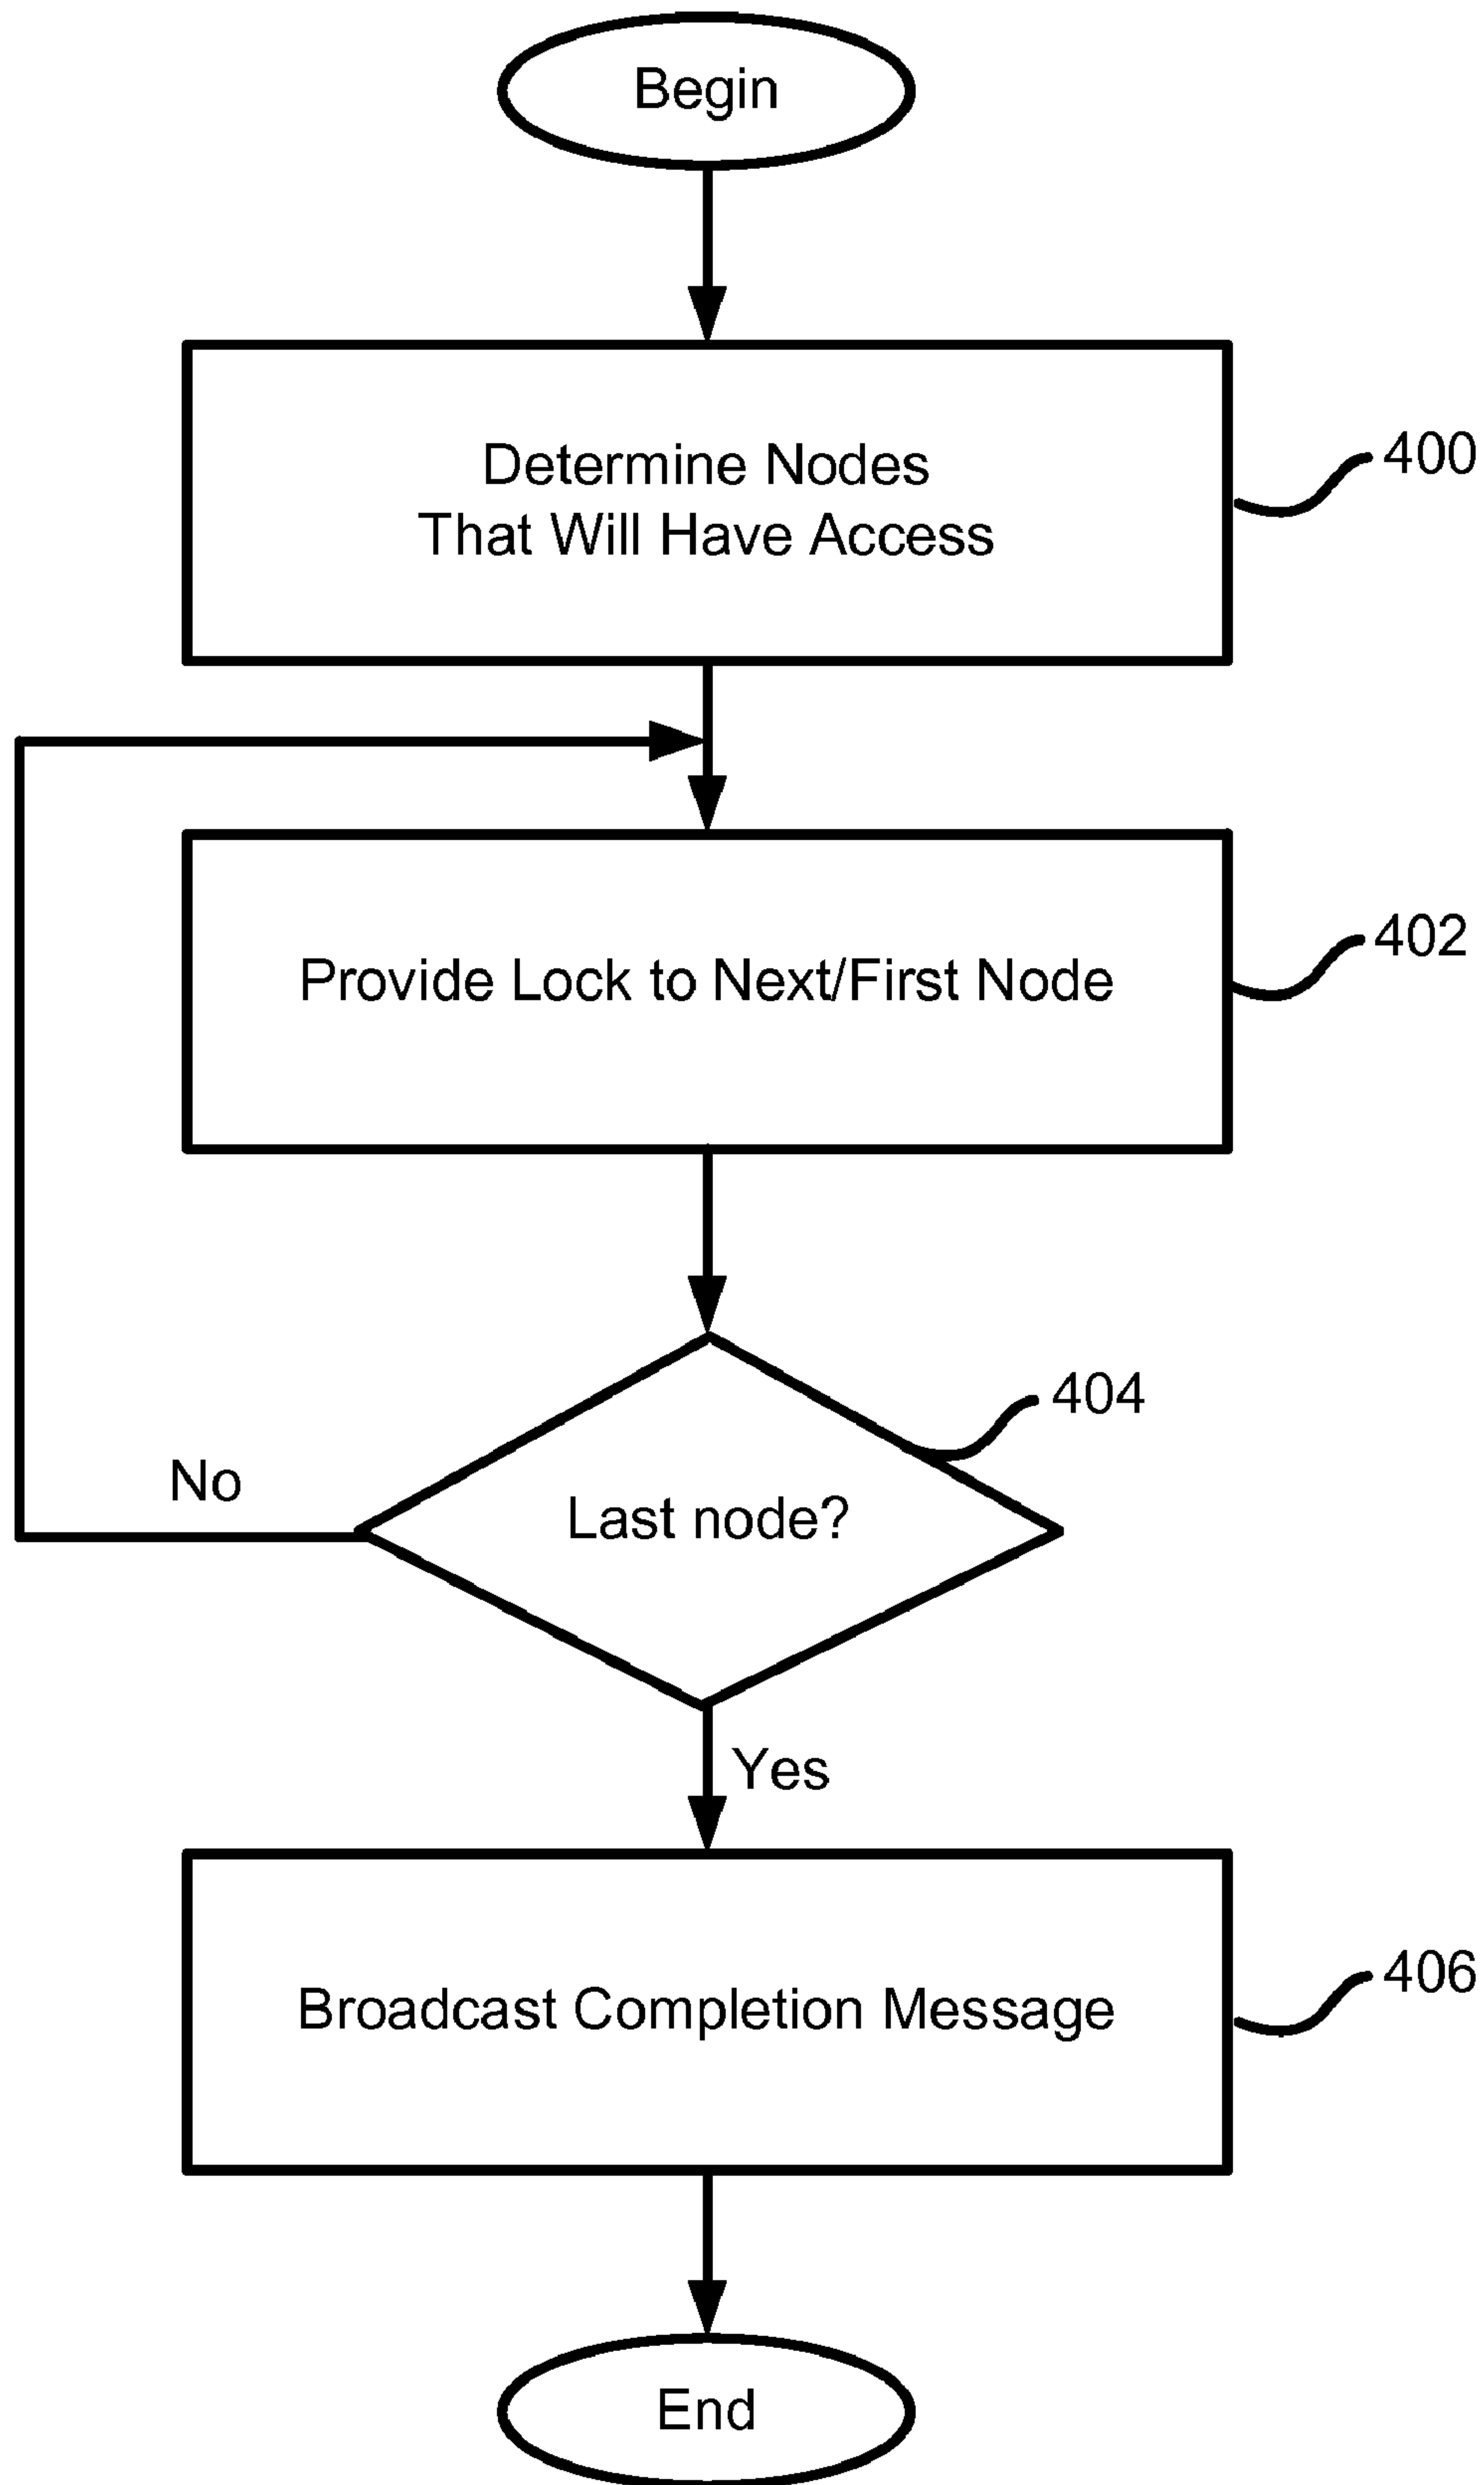 Begin
Determine Nodes
That Will Have Access
400
Provide Lock to Next/First Node
402
404
No
Last node?
Yes
Broadcast Completion Message
406
End